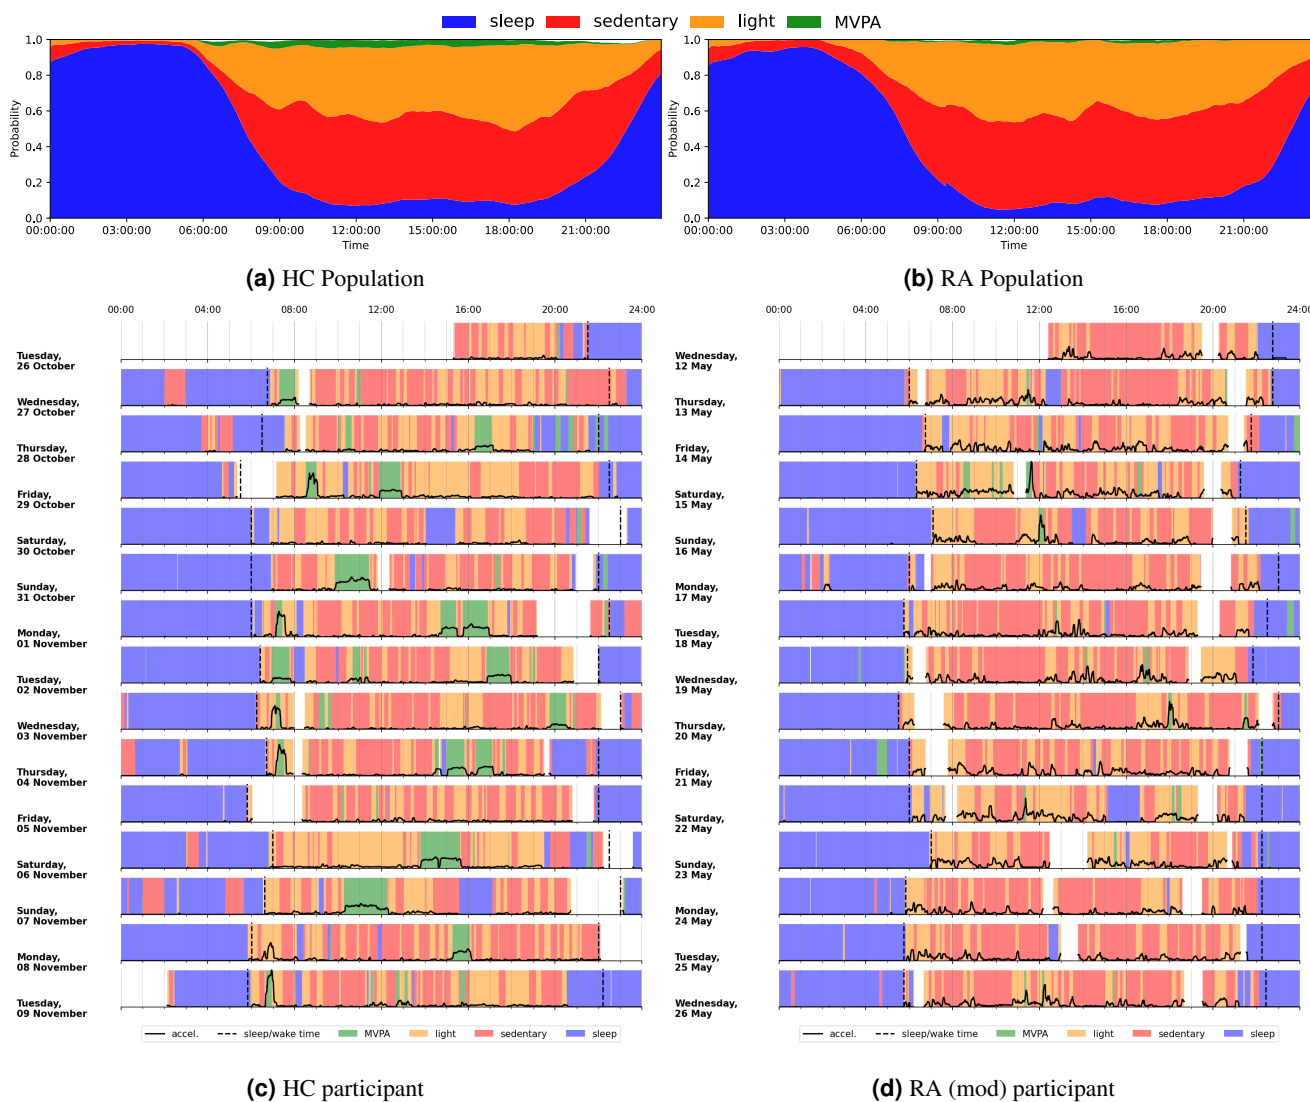 sleep sedentary light MVPA
1.0 0.8 0.6 0.4 0.2 0.0
Probability
00:00:00 03:00:00 06:00:00 09:00:00 12:00:00 15:00:00 18:00:00 21:00:00
Time
(a) HC Population
1.0 0.8 0.6 0.4 0.2 0.0
Probability
00:00:00 03:00:00 06:00:00 09:00:00 12:00:00 15:00:00 18:00:00 21:00:00
Time
(b) RA Population
00:00 04:00 08:00 12:00 16:00 20:00 24:00
Tuesday,
26 October
Wednesday,
27 October
Thursday,
28 October
Friday,
29 October
Saturday,
30 October
Sunday,
31 October
Monday,
01 November
Tuesday,
02 November
Wednesday,
03 November
Thursday,
04 November
Friday,
05 November
Saturday,
06 November
Sunday,
07 November
Monday,
08 November
Tuesday,
09 November
accel. sleep/wake time MVPA light sedentary sleep
(c) HC participant
00:00 04:00 08:00 12:00 16:00 20:00 24:00
Wednesday,
12 May
Thursday,
13 May
Friday,
14 May
Saturday,
15 May
Sunday,
16 May
Monday,
17 May
Tuesday,
18 May
Wednesday,
19 May
Thursday,
20 May
Friday,
21 May
Saturday,
22 May
Sunday,
23 May
Monday,
24 May
Tuesday,
25 May
Wednesday,
26 May
accel. sleep/wake time MVPA light sedentary sleep
(d) RA (mod) participant